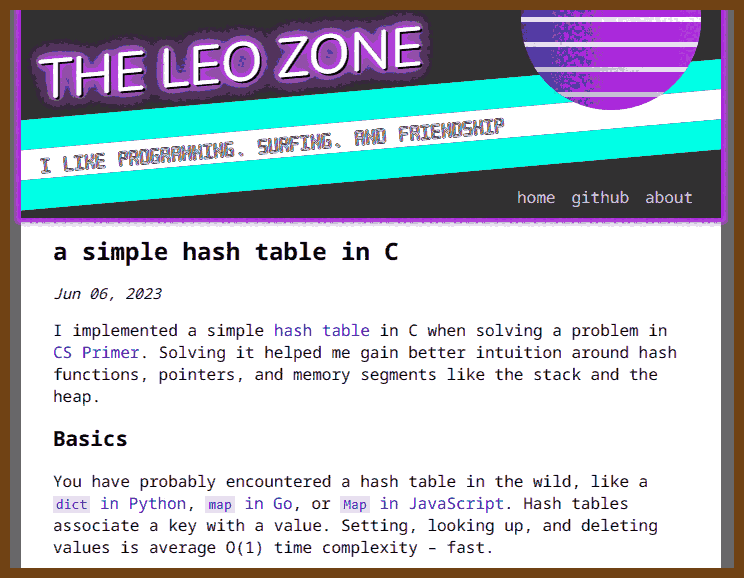 THE LEO ZONE
I LIKE PROGRAMMING. SURFING. AND FRIENDSHIP
home github about
a simple hash table in C
Jun 06, 2023
I implemented a simple hash table in C when solving a problem in
CS Primer. Solving it helped me gain better intuition around hash
functions, pointers, and memory segments like the stack and the
heap.
Basics
You have probably encountered a hash table in the wild, like a
dict in Python, map in Go, or Map in JavaScript. Hash tables
associate a key with a value. Setting, looking up, and deleting
values is average O(1) time complexity – fast.